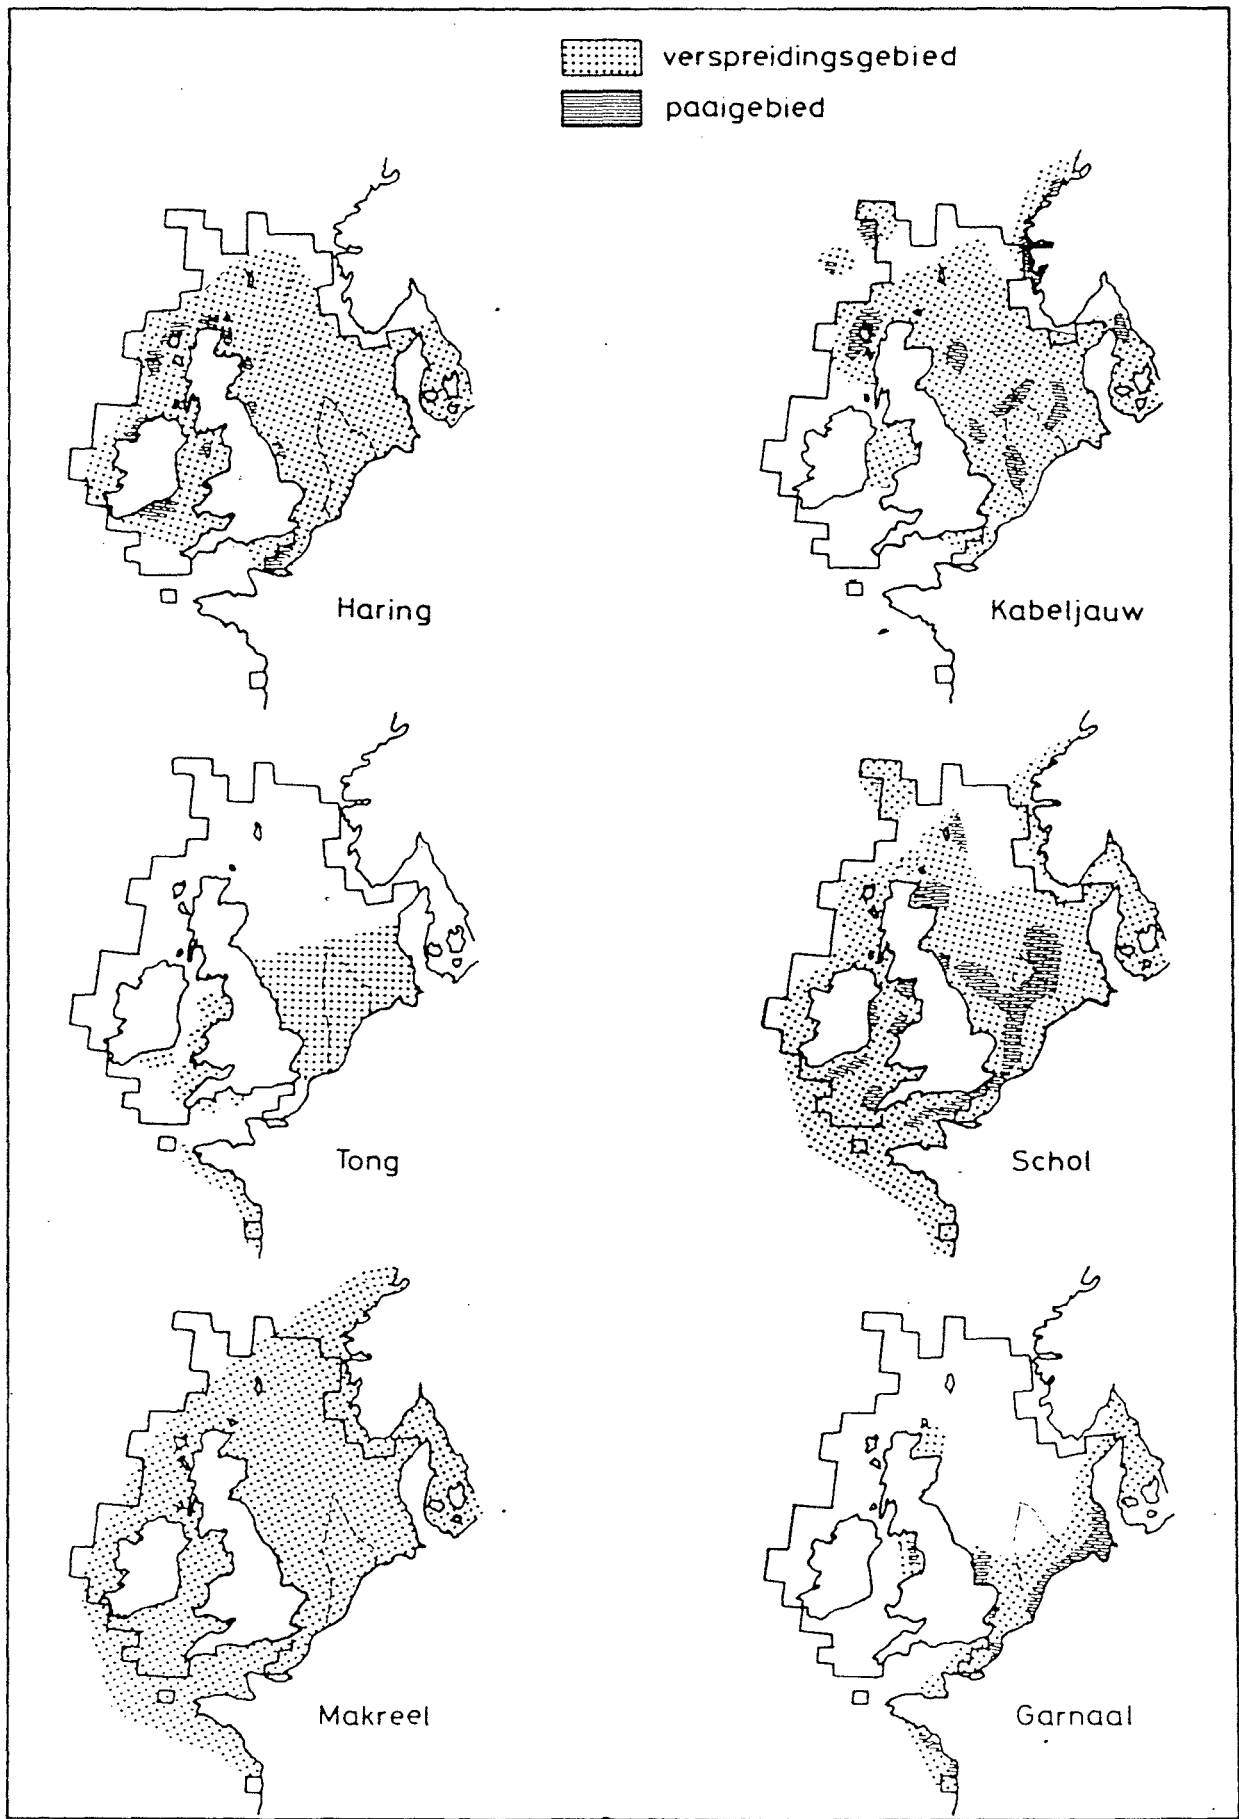 verspreidingsgebied
paaigebied
Haring
Kabeljauw
Tong
Schol
Makreel
Garnaal